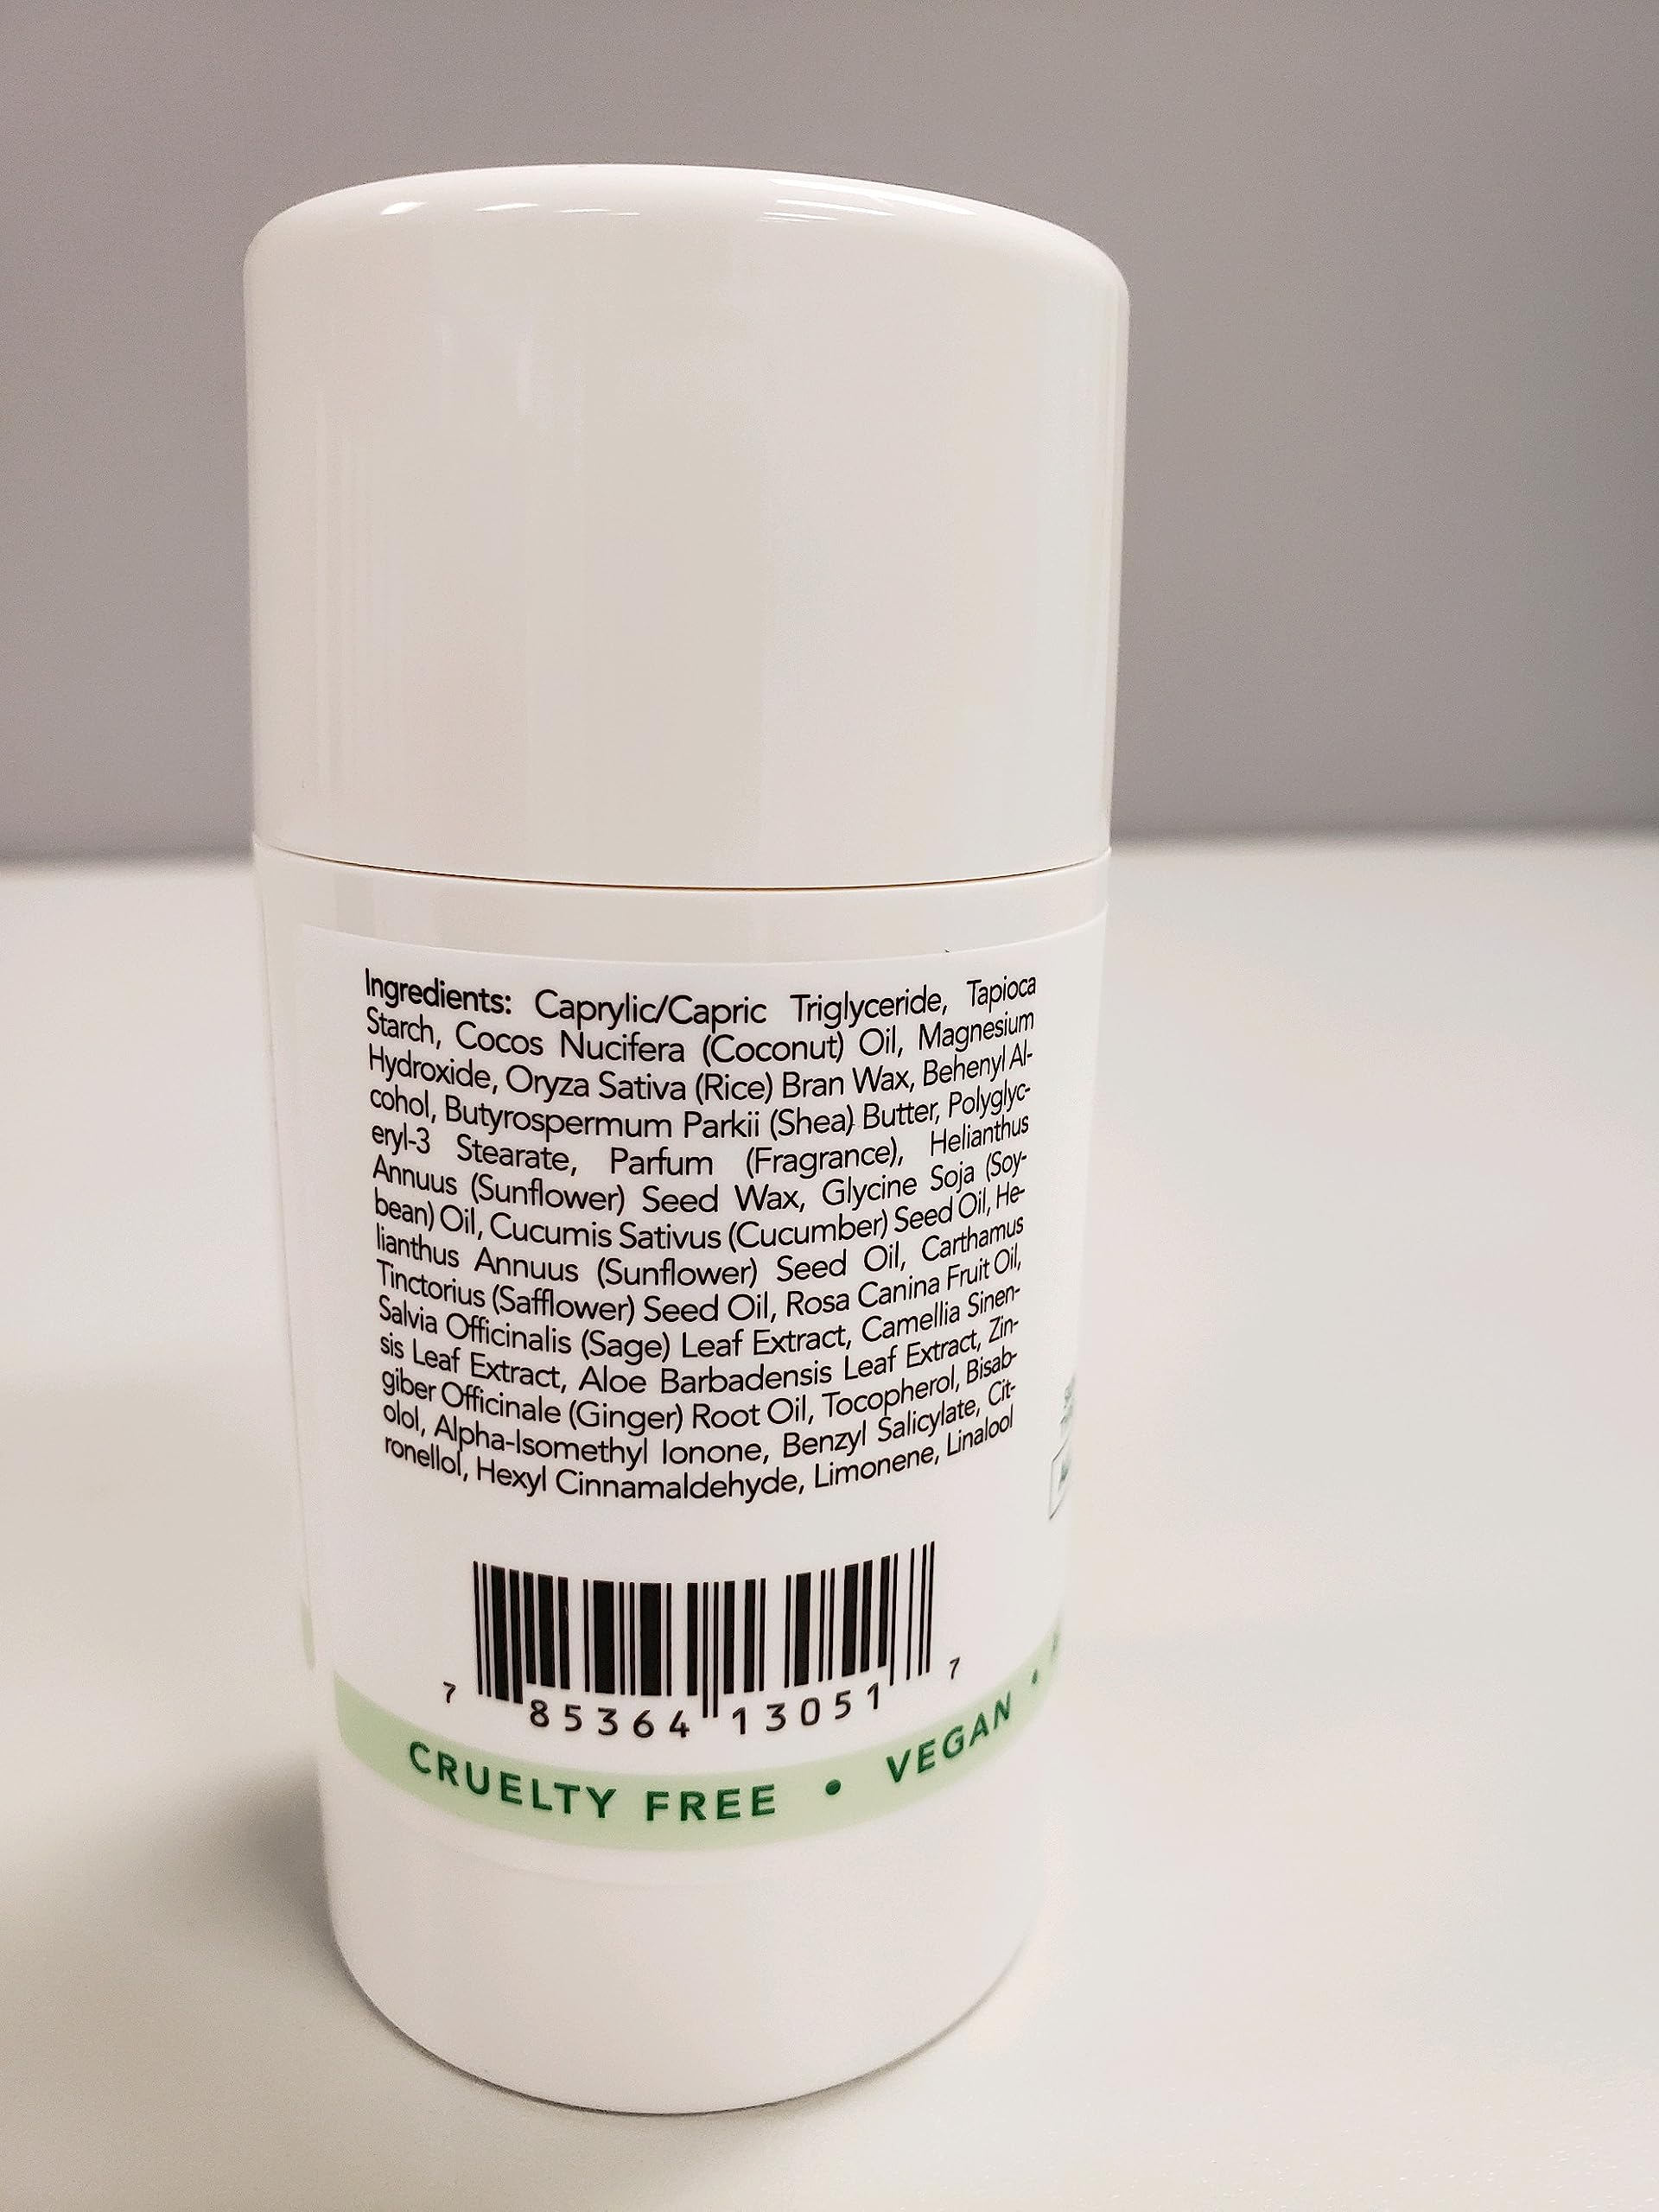 Ingredients: Caprylic/Capric Triglyceride, Tapioca
Starch, Cocos Nucifera (Coconut) Oil, Magnesium
Hydroxide, Oryza Sativa (Rice) Bran Wax, Behenyl Al-
cohol, Butyrospermum Parkii (Shea) Butter, Polyglyc-
eryl-3 Stearate, Parfum (Fragrance), Helianthus
Annuus (Sunflower) Seed Wax, Glycine Soja (Soy-
bean) Oil, Cucumis Sativus (Cucumber) Seed Oil, He-
lianthus Annuus (Sunflower) Seed Oil, Carthamus
Tinctorius (Safflower) Seed Oil, Rosa Canina Fruit Oil,
Salvia Officinalis (Sage) Leaf Extract, Camellia Sinen-
sis Leaf Extract, Aloe Barbadensis Leaf Extract, Zin-
giber Officinale (Ginger) Root Oil, Tocopherol, Bisab-
olol, Alpha-Isomethyl Ionone, Benzyl Salicylate, Cit-
ronellol, Hexyl Cinnamaldehyde, Limonene, Linalool
7 85364 13051 7
CRUELTY FREE • VEGAN •